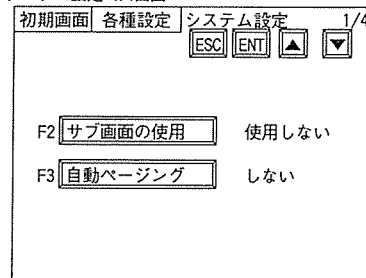 初期画面 各種設定 システム設定 1/4
ESC ENT ▲ ▼
F2 サブ画面の使用 使用しない
F3 自動ページング しない